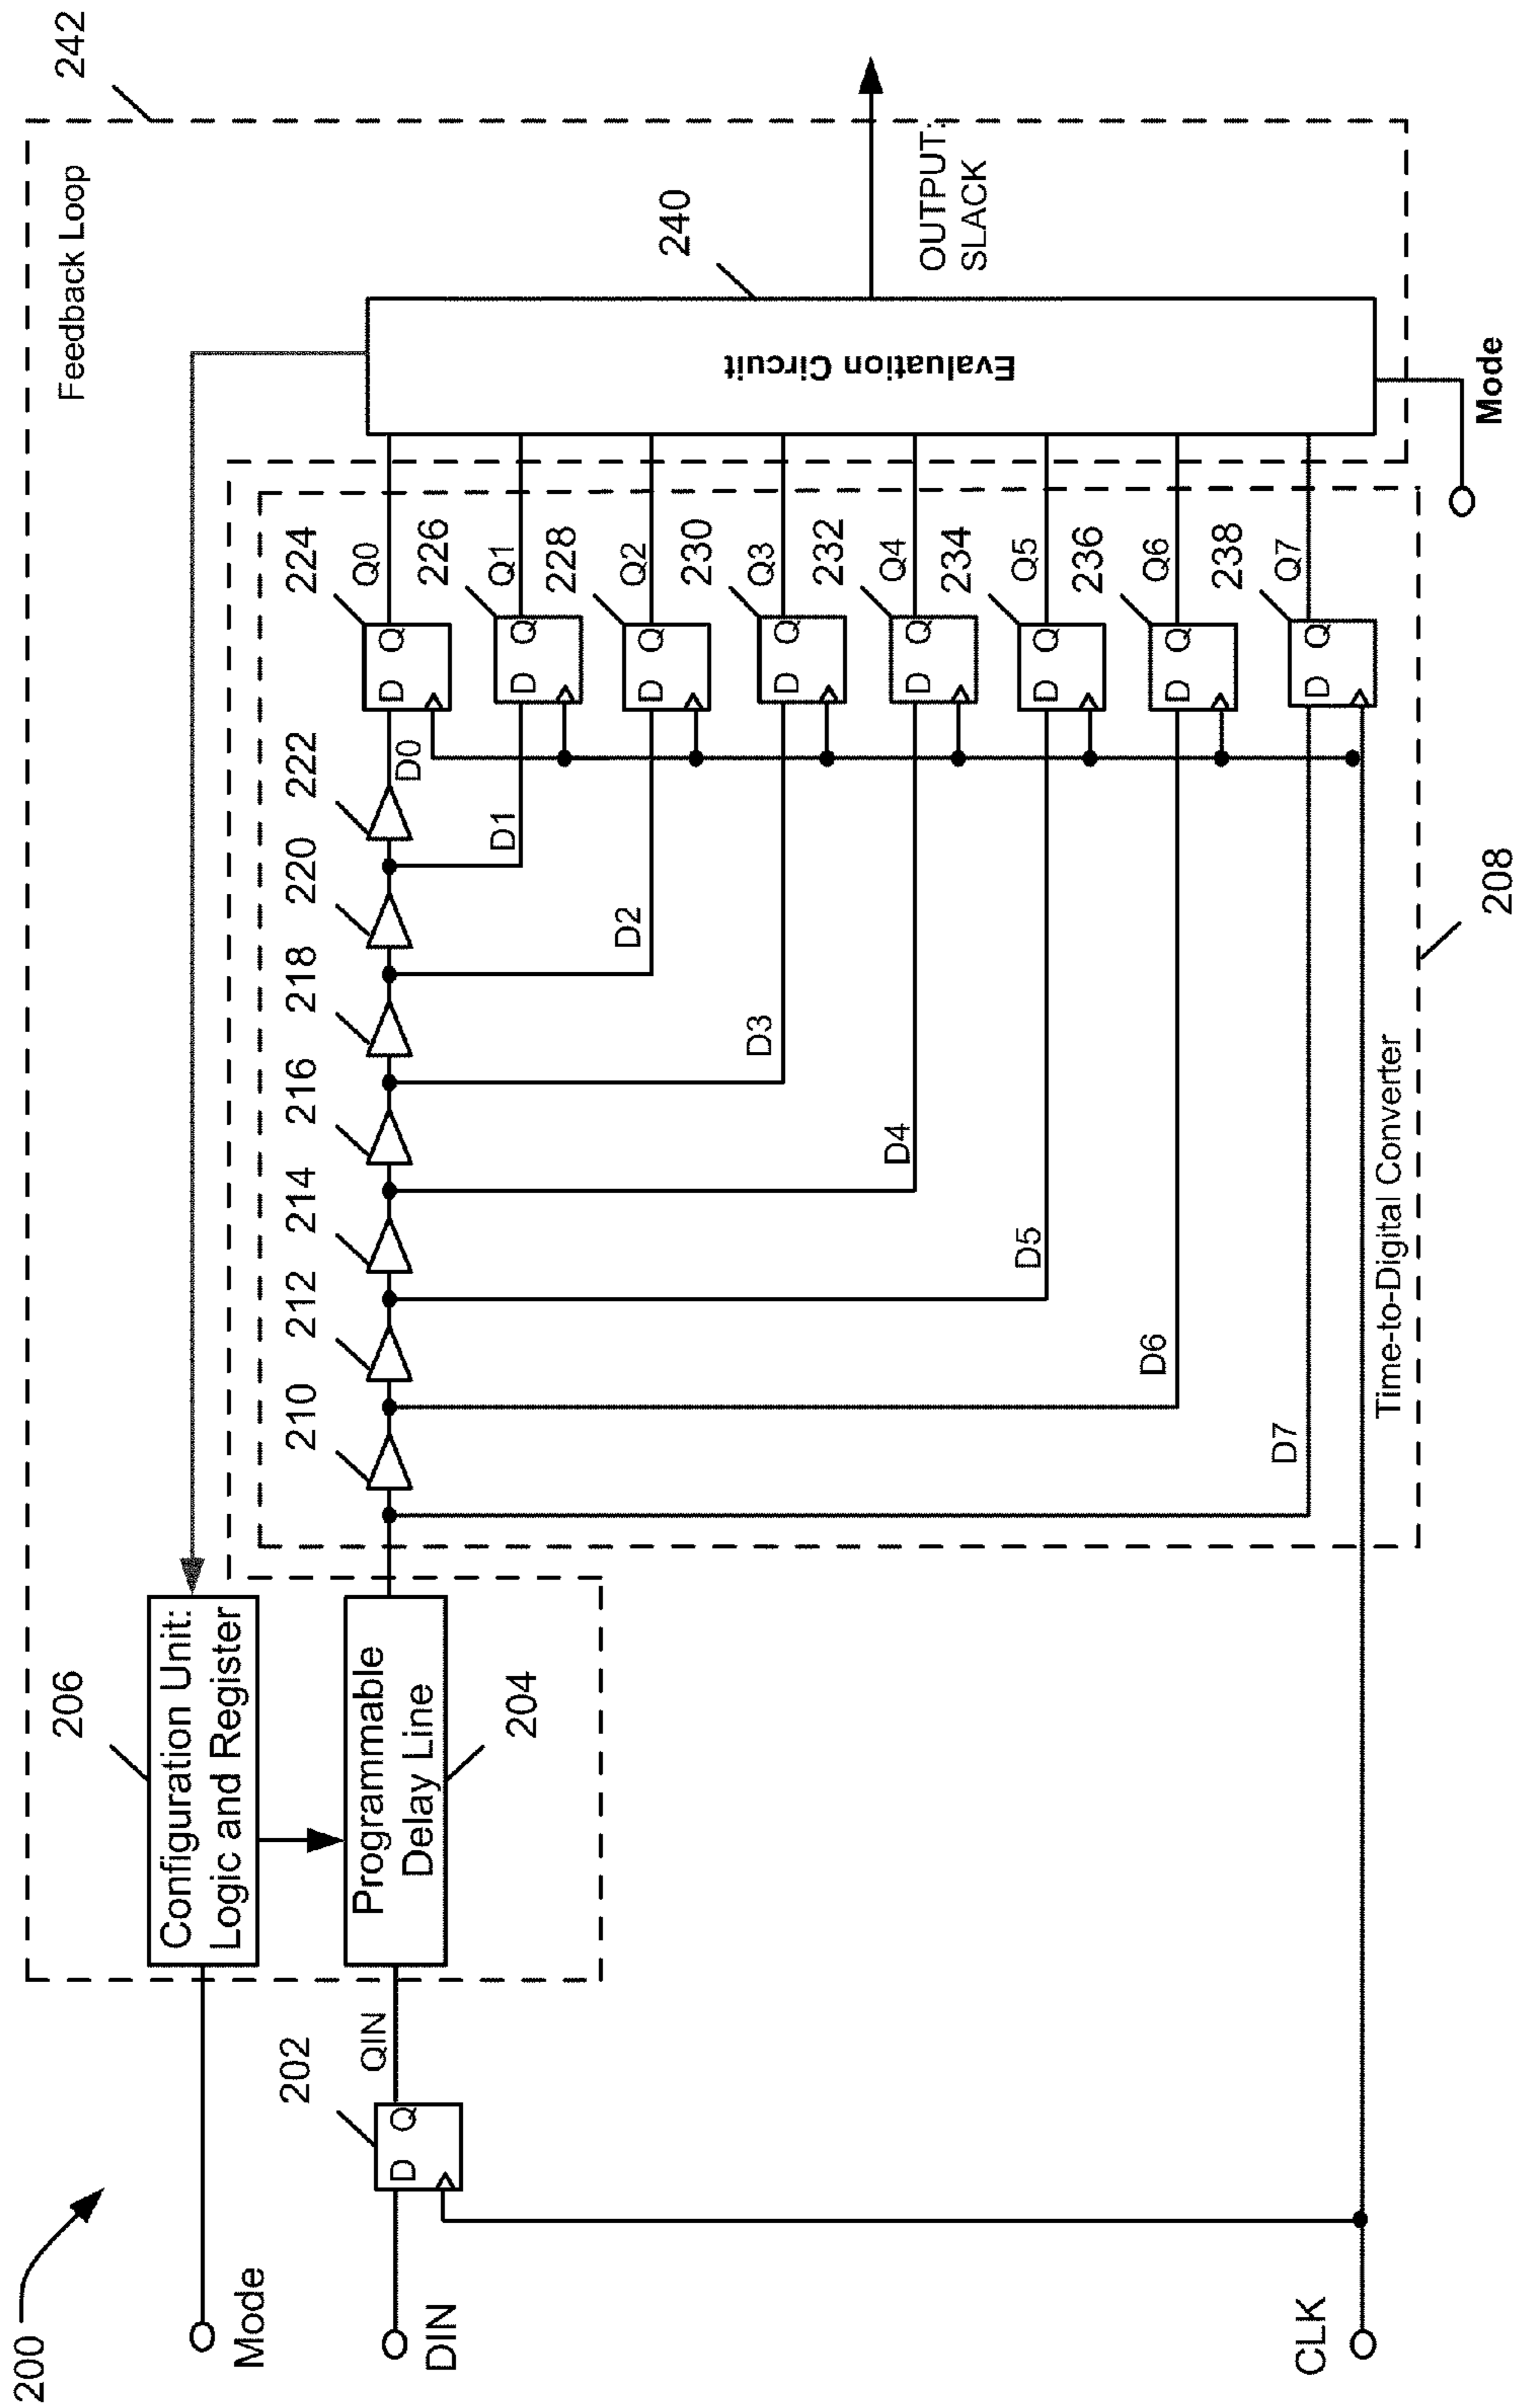 200
242
Feedback Loop
206
Configuration Unit:
Logic and Register
Mode
202
DIN
D Q
QIN
Programmable
Delay Line
204
210
212
214
216
218
220
222
224
D0
D Q
Q0
226
D1
D Q
Q1
228
D2
D Q
Q2
230
D3
D Q
Q3
232
D4
D Q
Q4
234
D5
D Q
Q5
236
D6
D Q
Q6
238
D7
D Q
Q7
240
Evaluation Circuit
OUTPUT:
SLACK
CLK
Time-to-Digital Converter
208
Mode